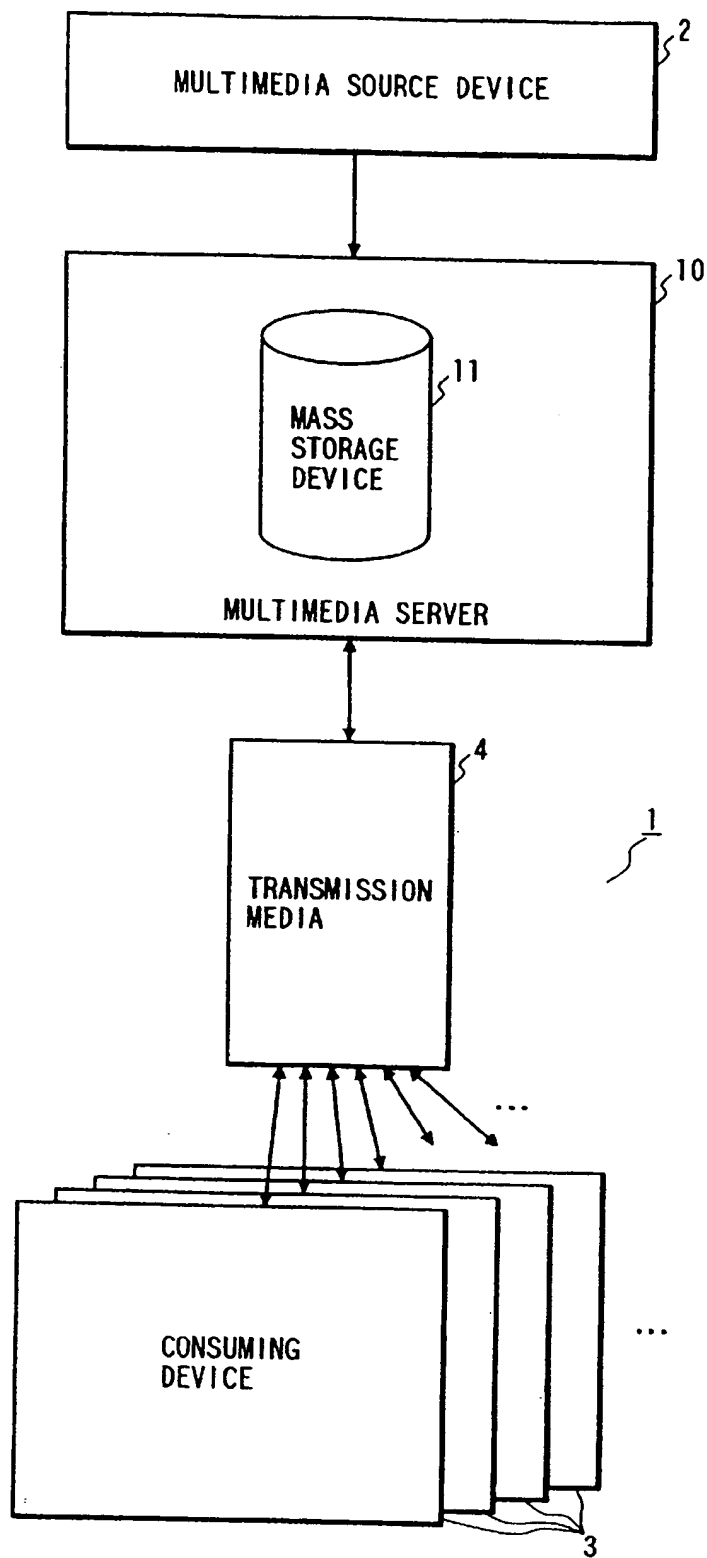 2
MULTIMEDIA SOURCE DEVICE
10
11
MASS
STORAGE
DEVICE
MULTIMEDIA SERVER
4
1
TRANSMISSION
MEDIA
...
CONSUMING
DEVICE
...
3